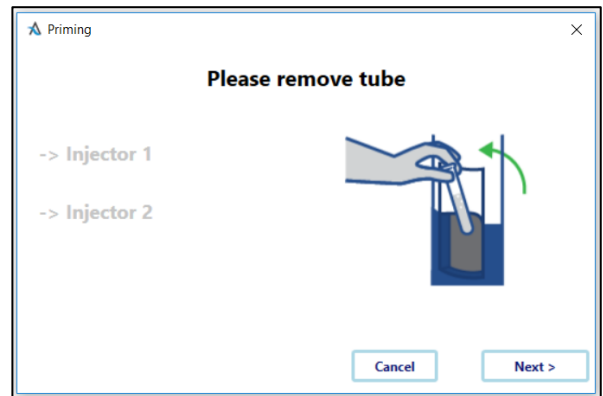 Priming
Please remove tube
-> Injector 1
-> Injector 2
Cancel
Next >